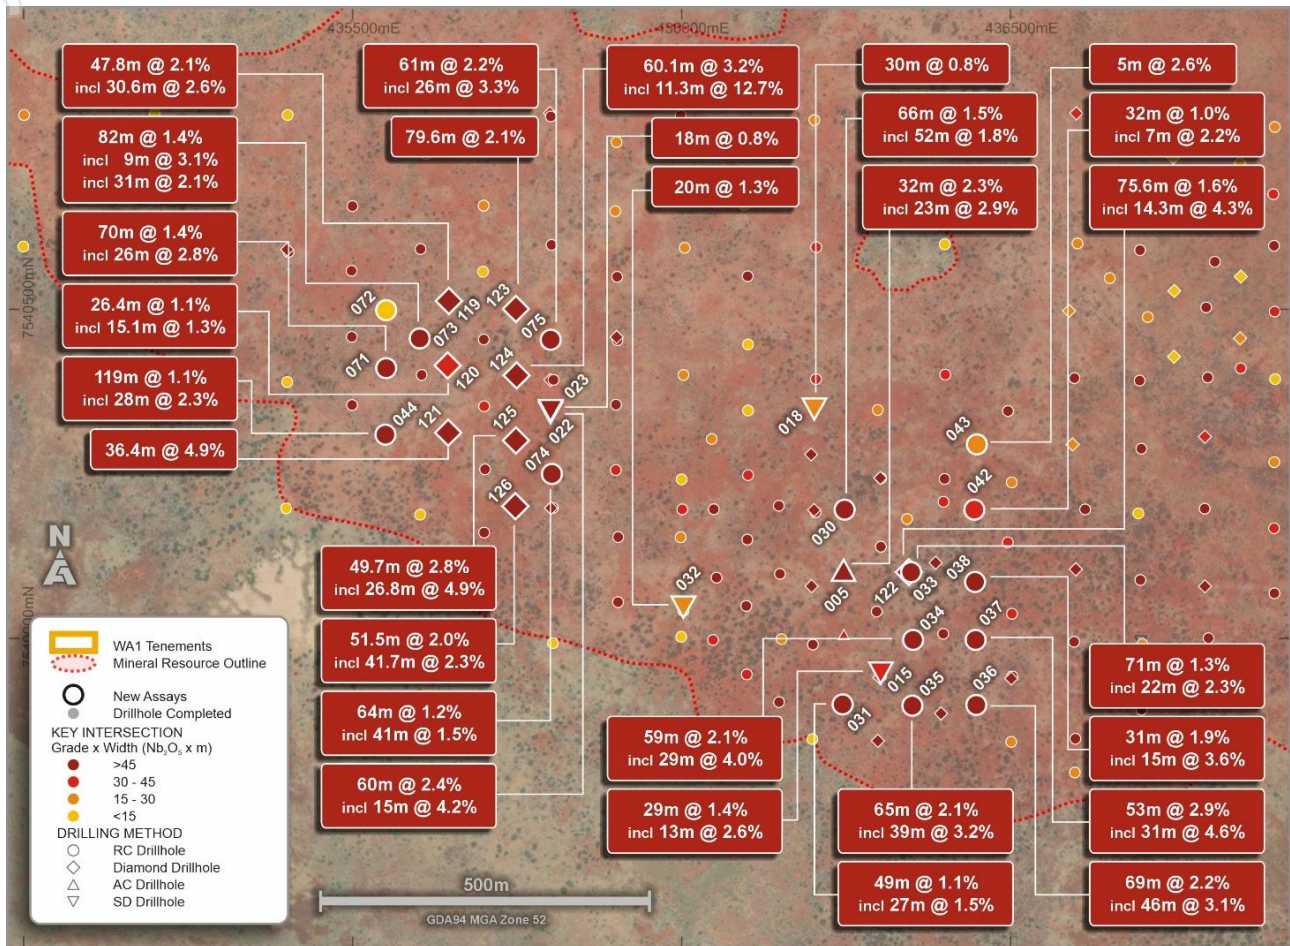 435500mE
436000mE
436500mE
7540500mN
7540000mN
47.8m @ 2.1%
incl 30.6m @ 2.6%
82m @ 1.4%
incl 9m @ 3.1%
incl 31m @ 2.1%
70m @ 1.4%
incl 26m @ 2.8%
26.4m @ 1.1%
incl 15.1m @ 1.3%
119m @ 1.1%
incl 28m @ 2.3%
36.4m @ 4.9%
61m @ 2.2%
incl 26m @ 3.3%
79.6m @ 2.1%
60.1m @ 3.2%
incl 11.3m @ 12.7%
18m @ 0.8%
20m @ 1.3%
30m @ 0.8%
66m @ 1.5%
incl 52m @ 1.8%
32m @ 2.3%
incl 23m @ 2.9%
5m @ 2.6%
32m @ 1.0%
incl 7m @ 2.2%
75.6m @ 1.6%
incl 14.3m @ 4.3%
072
073
119
123
075
071
120
124
023
022
044
121
125
074
126
018
043
042
030
032
005
122
033
038
034
037
015
035
036
031
49.7m @ 2.8%
incl 26.8m @ 4.9%
51.5m @ 2.0%
incl 41.7m @ 2.3%
64m @ 1.2%
incl 41m @ 1.5%
60m @ 2.4%
incl 15m @ 4.2%
59m @ 2.1%
incl 29m @ 4.0%
29m @ 1.4%
incl 13m @ 2.6%
65m @ 2.1%
incl 39m @ 3.2%
49m @ 1.1%
incl 27m @ 1.5%
71m @ 1.3%
incl 22m @ 2.3%
31m @ 1.9%
incl 15m @ 3.6%
53m @ 2.9%
incl 31m @ 4.6%
69m @ 2.2%
incl 46m @ 3.1%
N
WA1 Tenements
Mineral Resource Outline
New Assays
Drillhole Completed
KEY INTERSECTION
Grade x Width (Nb₂O₅ x m)
>45
30 - 45
15 - 30
<15
DRILLING METHOD
RC Drillhole
Diamond Drillhole
AC Drillhole
SD Drillhole
500m
GDA94 MGA Zone 52